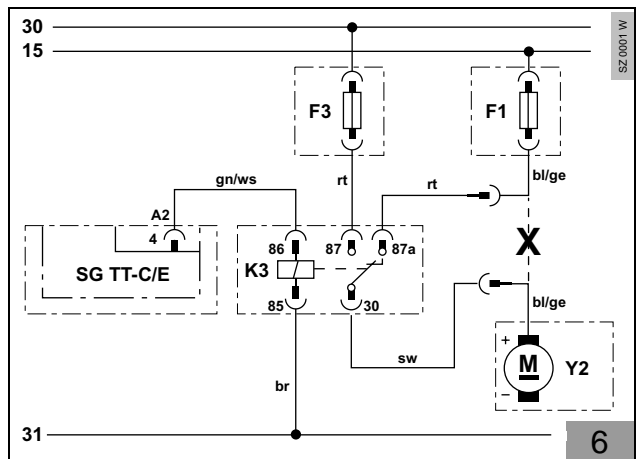 30
15
SZ 0001 W
F3
F1
gn/ws
rt
rt
bl/ge
A2
4
86
87
87a
X
SG TT-C/E
K3
85
30
bl/ge
sw
+
M
Y2
br
–
31
6